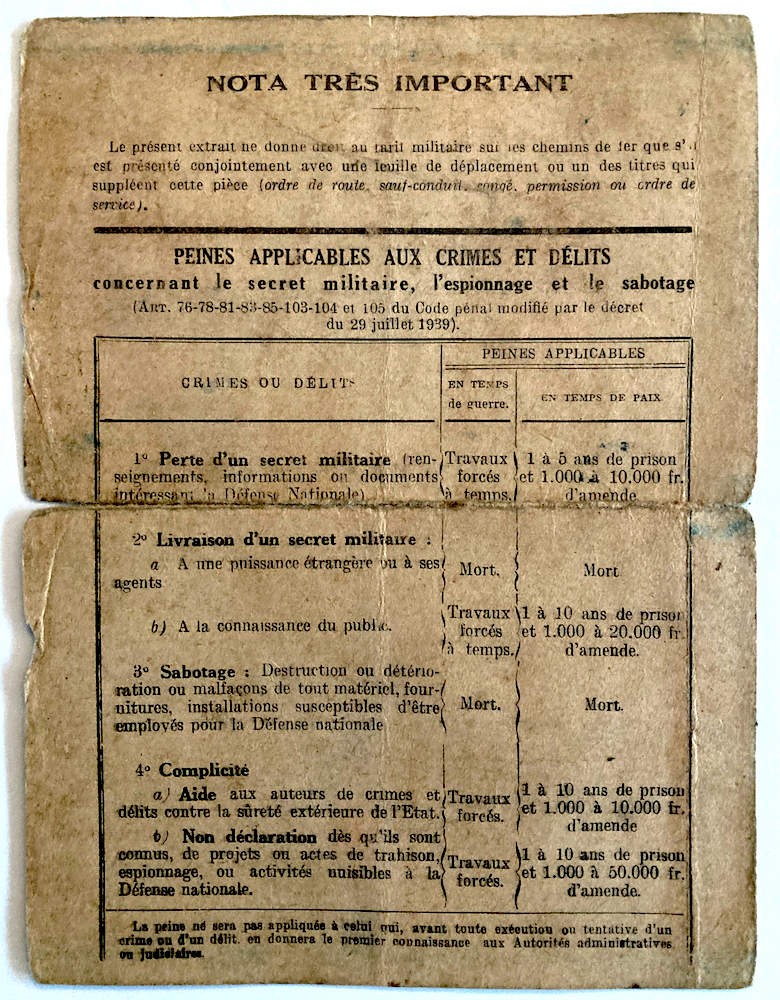 NOTA TRÈS IMPORTANT
Le présent extrait ne donne droit au tarif militaire sur les chemins de fer que s'il
est présenté conjointement avec une feuille de déplacement ou un des titres qui
suppléent cette pièce (ordre de route, sauf-conduit, congé, permission ou ordre de
service).
PEINES APPLICABLES AUX CRIMES ET DÉLITS
concernant le secret militaire, l'espionnage et le sabotage
(ART. 76-78-81-83-85-103-104 et 105 du Code pénal modifié par le décret
du 29 juillet 1939).
CRIMES OU DÉLITS
PEINES APPLICABLES
EN TEMPS
de guerre.
EN TEMPS DE PAIX
1º Perte d'un secret militaire (ren-
seignements, informations ou documents
intéressant la Défense Nationale)
Travaux
forcés
à temps.
1 à 5 ans de prison
et 1.000 à 10.000 fr.
d'amende
2º Livraison d'un secret militaire :
a A une puissance étrangère ou à ses
agents
Mort.
Mort
b) A la connaissance du public.
Travaux
forcés
à temps.
1 à 10 ans de prison
et 1.000 à 20.000 fr.
d'amende.
3º Sabotage : Destruction ou détério-
ration ou malfaçons de tout matériel, four-
nitures, installations susceptibles d'être
employés pour la Défense nationale
Mort.
Mort.
4º Complicité
a) Aide aux auteurs de crimes et
délits contre la sûreté extérieure de l'Etat.
Travaux
forcés.
1 à 10 ans de prison
et 1.000 à 10.000 fr.
d'amende
b) Non déclaration dès qu'ils sont
connus, de projets ou actes de trahison,
espionnage, ou activités nuisibles à la
Défense nationale.
Travaux
forcés.
1 à 10 ans de prison
et 1.000 à 50.000 fr.
d'amende.
La peine ne sera pas appliquée à celui qui, avant toute exécution ou tentative d'un
crime ou d'un délit. en donnera le premier connaissance aux Autorités administratives
ou judiciaires.